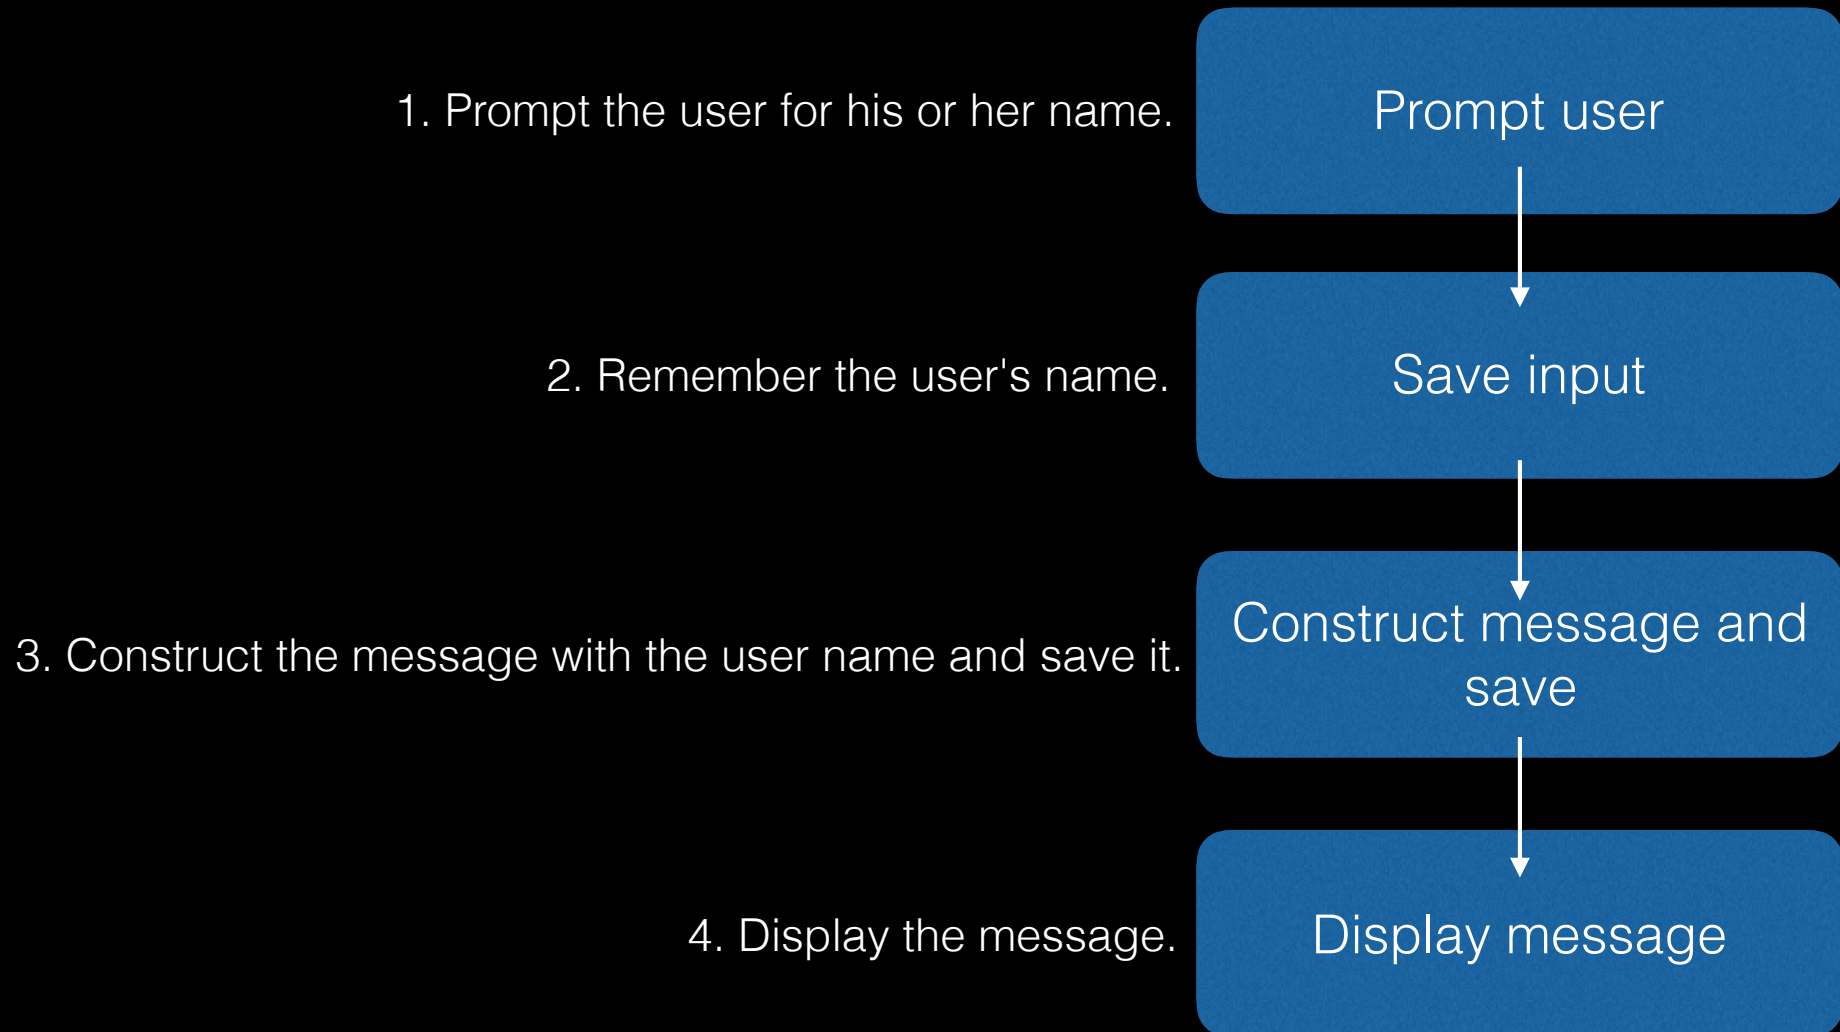 1. Prompt the user for his or her name.
Prompt user
2. Remember the user's name.
Save input
3. Construct the message with the user name and save it.
Construct message and
save
4. Display the message.
Display message